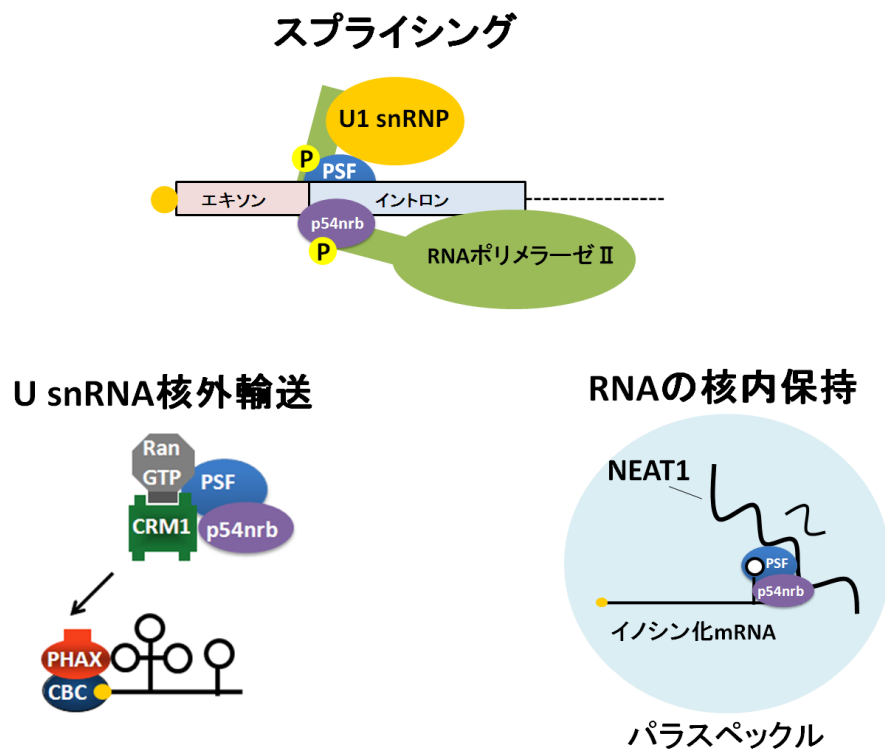 スプライシング
U1 snRNP
P
PSF
エキソン
イントロン
p54nrb
P
RNAポリメラーゼⅡ
U snRNA核外輸送
Ran
GTP
PSF
CRM1
p54nrb
PHAX
CBC
RNAの核内保持
NEAT1
PSF
p54nrb
イノシン化mRNA
パラスペックル